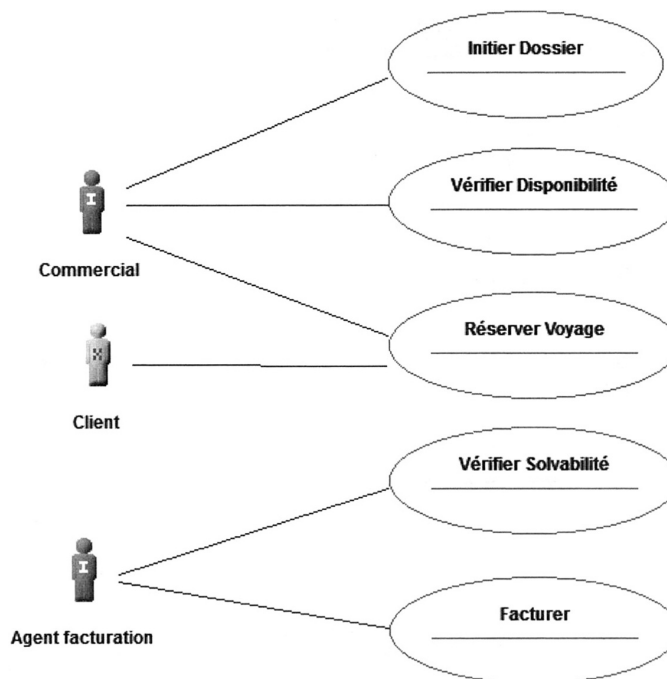 Initier Dossier
Vérifier Disponibilité
I
Commercial
Réserver Voyage
X
Client
Vérifier Solvabilité
I
Agent facturation
Facturer